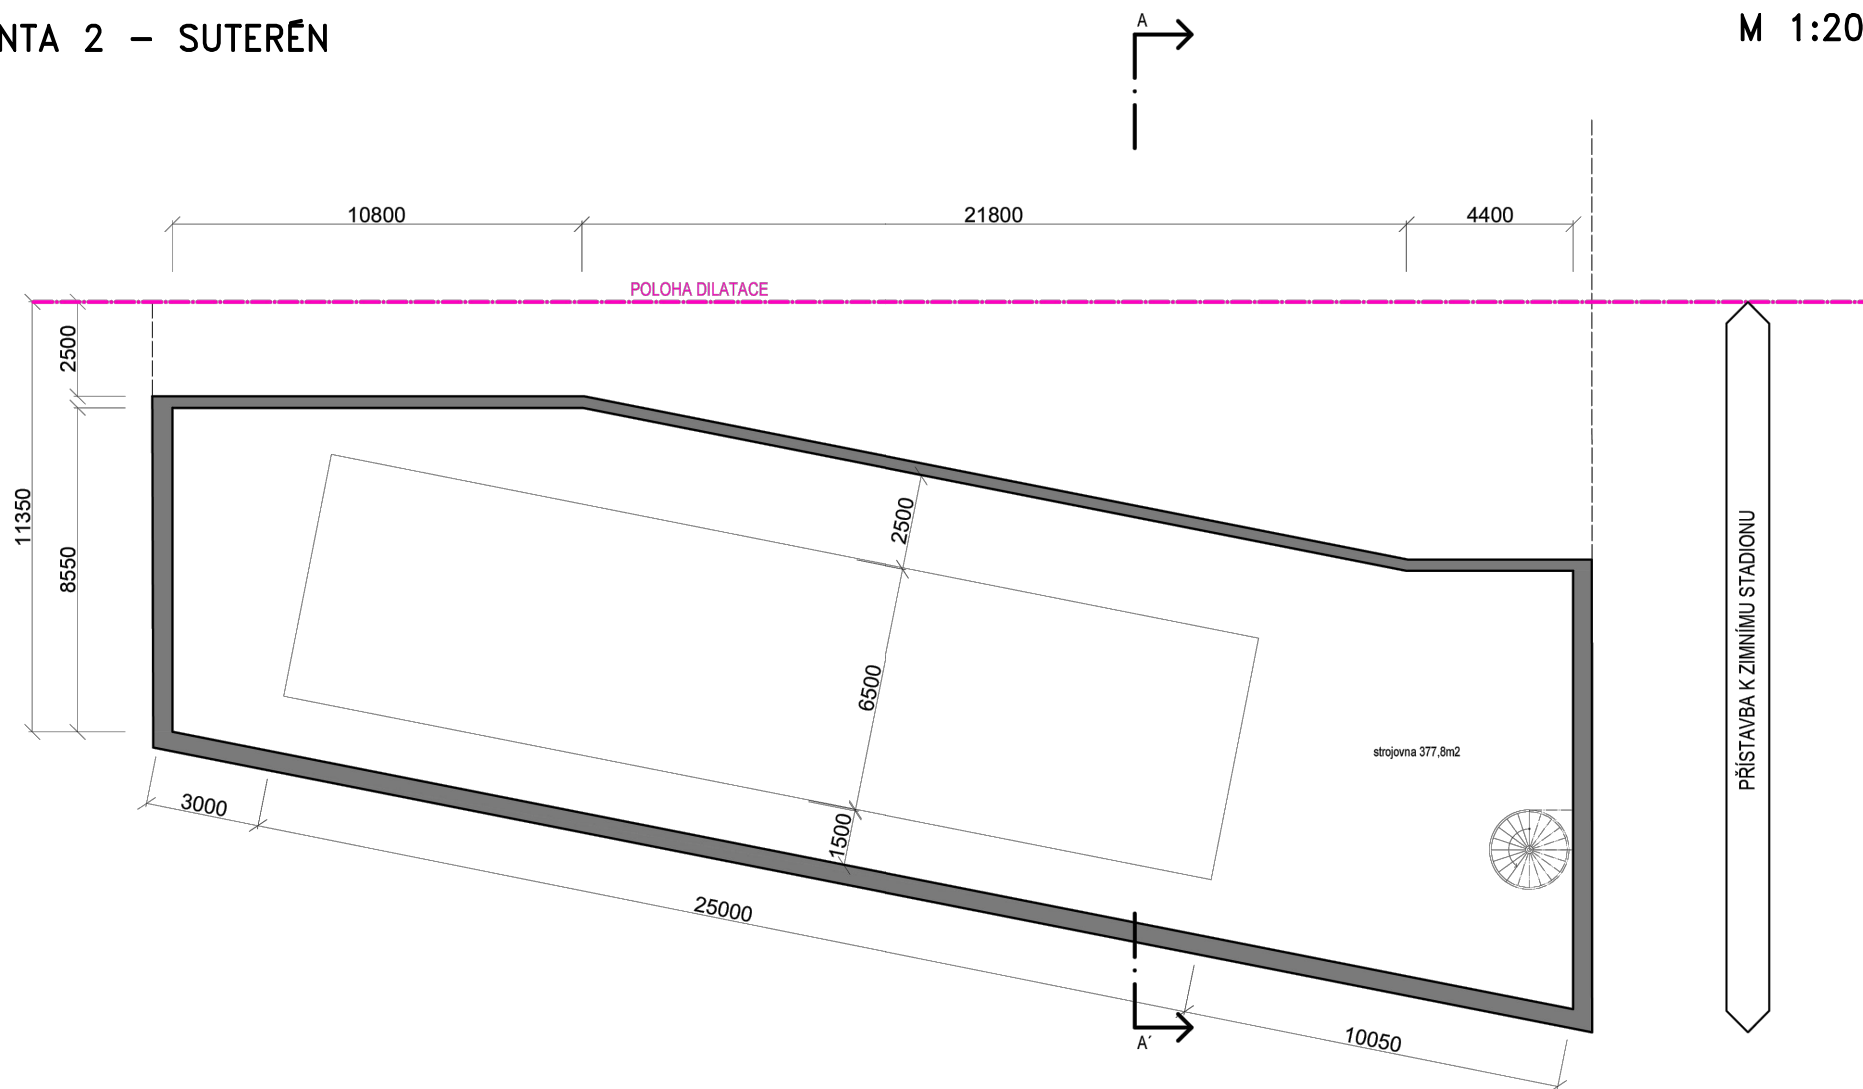 NTA 2 – SUTERÉN
A
M 1:20
10800
21800
4400
POLOHA DILATACE
2500
11350
8550
2500
6500
1500
strojovna 377,8m2
PŘÍSTAVBA K ZIMNÍMU STADIONU
3000
25000
10050
A´